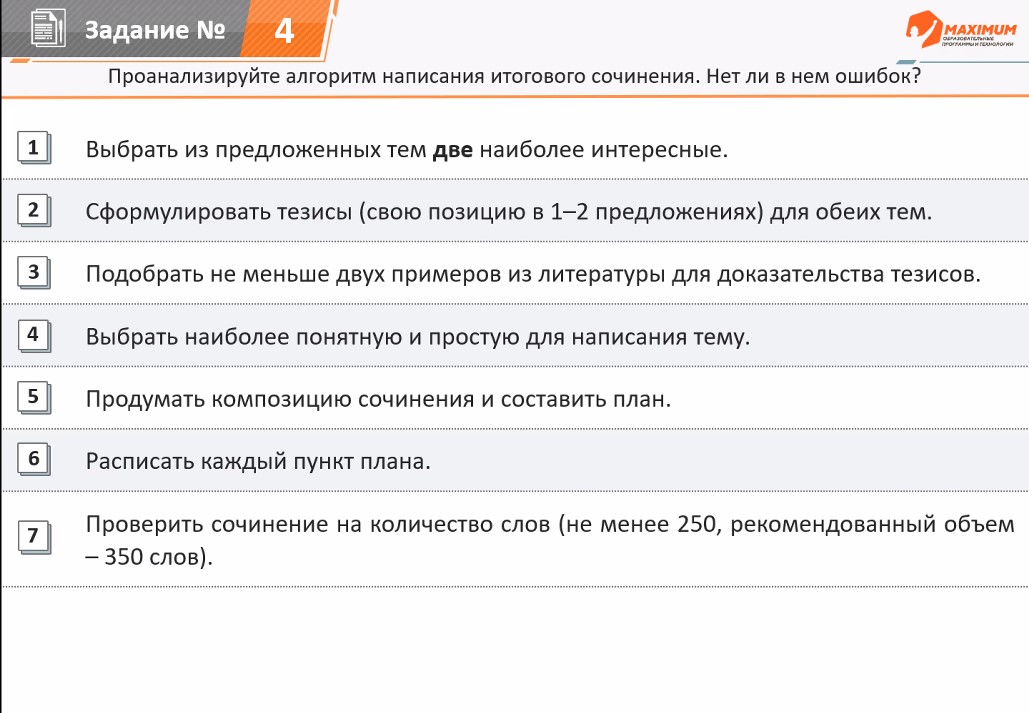 Задание № 4
MAXIMUM
ОБРАЗОВАТЕЛЬНЫЕ
ПРОГРАММЫ И ТЕХНОЛОГИИ
Проанализируйте алгоритм написания итогового сочинения. Нет ли в нем ошибок?
1 Выбрать из предложенных тем две наиболее интересные.
2 Сформулировать тезисы (свою позицию в 1–2 предложениях) для обеих тем.
3 Подобрать не меньше двух примеров из литературы для доказательства тезисов.
4 Выбрать наиболее понятную и простую для написания тему.
5 Продумать композицию сочинения и составить план.
6 Расписать каждый пункт плана.
7 Проверить сочинение на количество слов (не менее 250, рекомендованный объем
– 350 слов).